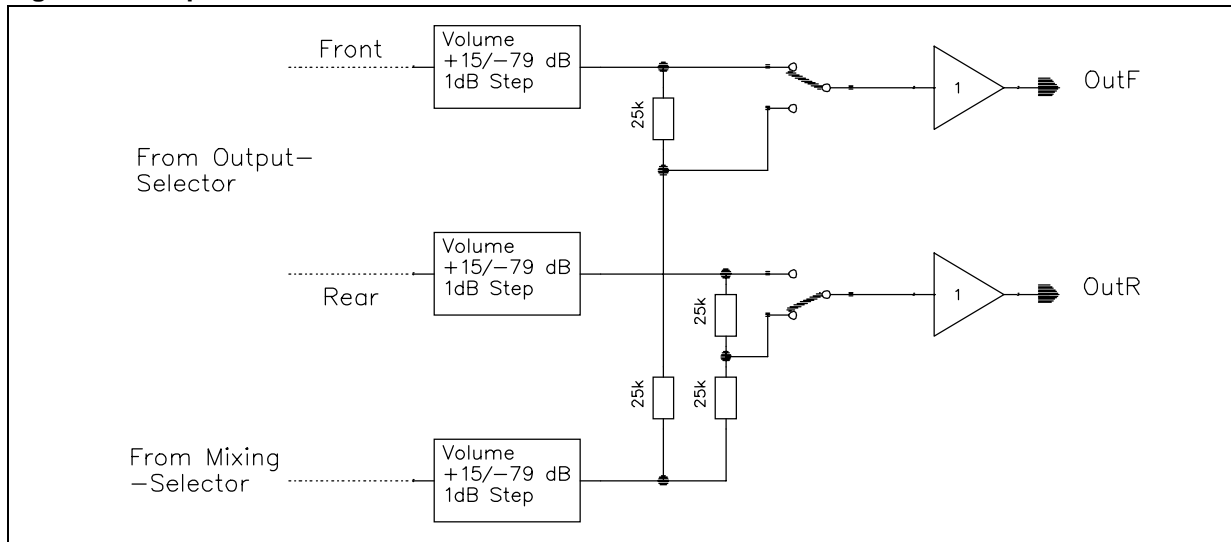 Front
Volume
+15/-79 dB
1dB Step
25k
1
OutF
From Output-
Selector
Volume
+15/-79 dB
1dB Step
Rear
25k
1
OutR
25k
25k
From Mixing
-Selector
Volume
+15/-79 dB
1dB Step